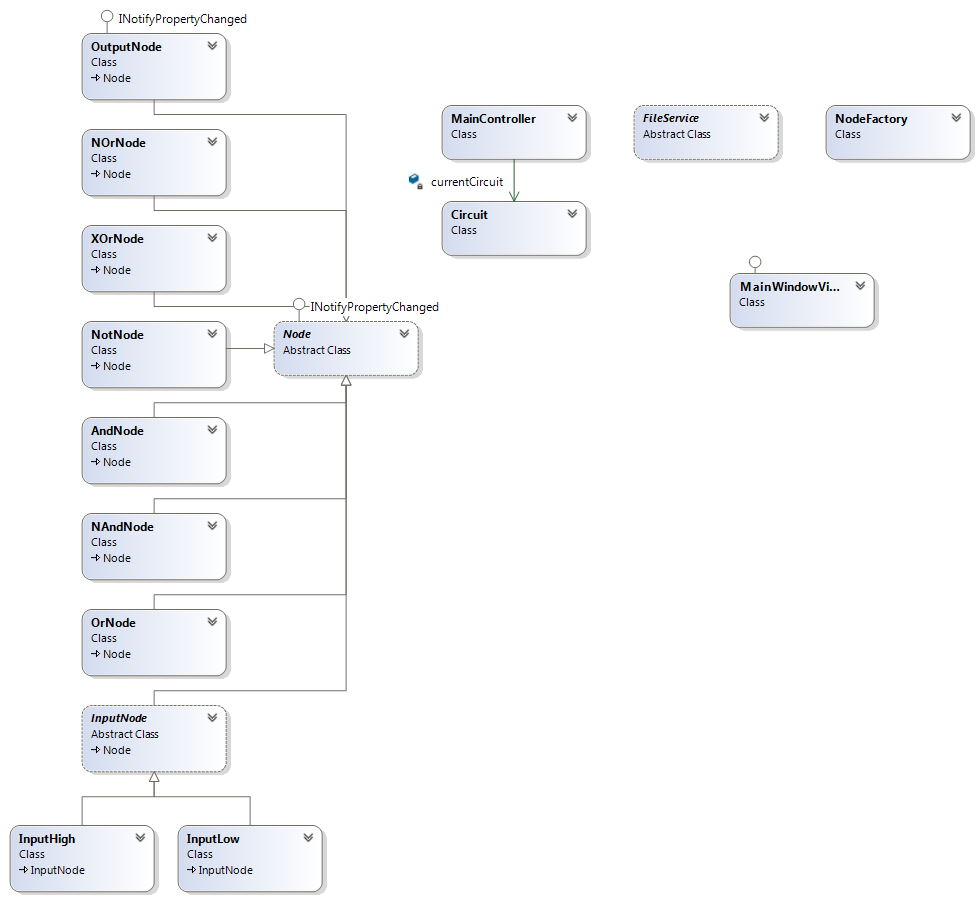 INotifyPropertyChanged
OutputNode
Class
Node
NOrNode
Class
Node
XOrNode
Class
Node
NotNode
Class
Node
AndNode
Class
Node
NAndNode
Class
Node
OrNode
Class
Node
InputNode
Abstract Class
Node
InputHigh
Class
InputNode
InputLow
Class
InputNode
INotifyPropertyChanged
Node
Abstract Class
MainController
Class
currentCircuit
Circuit
Class
FileService
Abstract Class
NodeFactory
Class
MainWindowVi...
Class